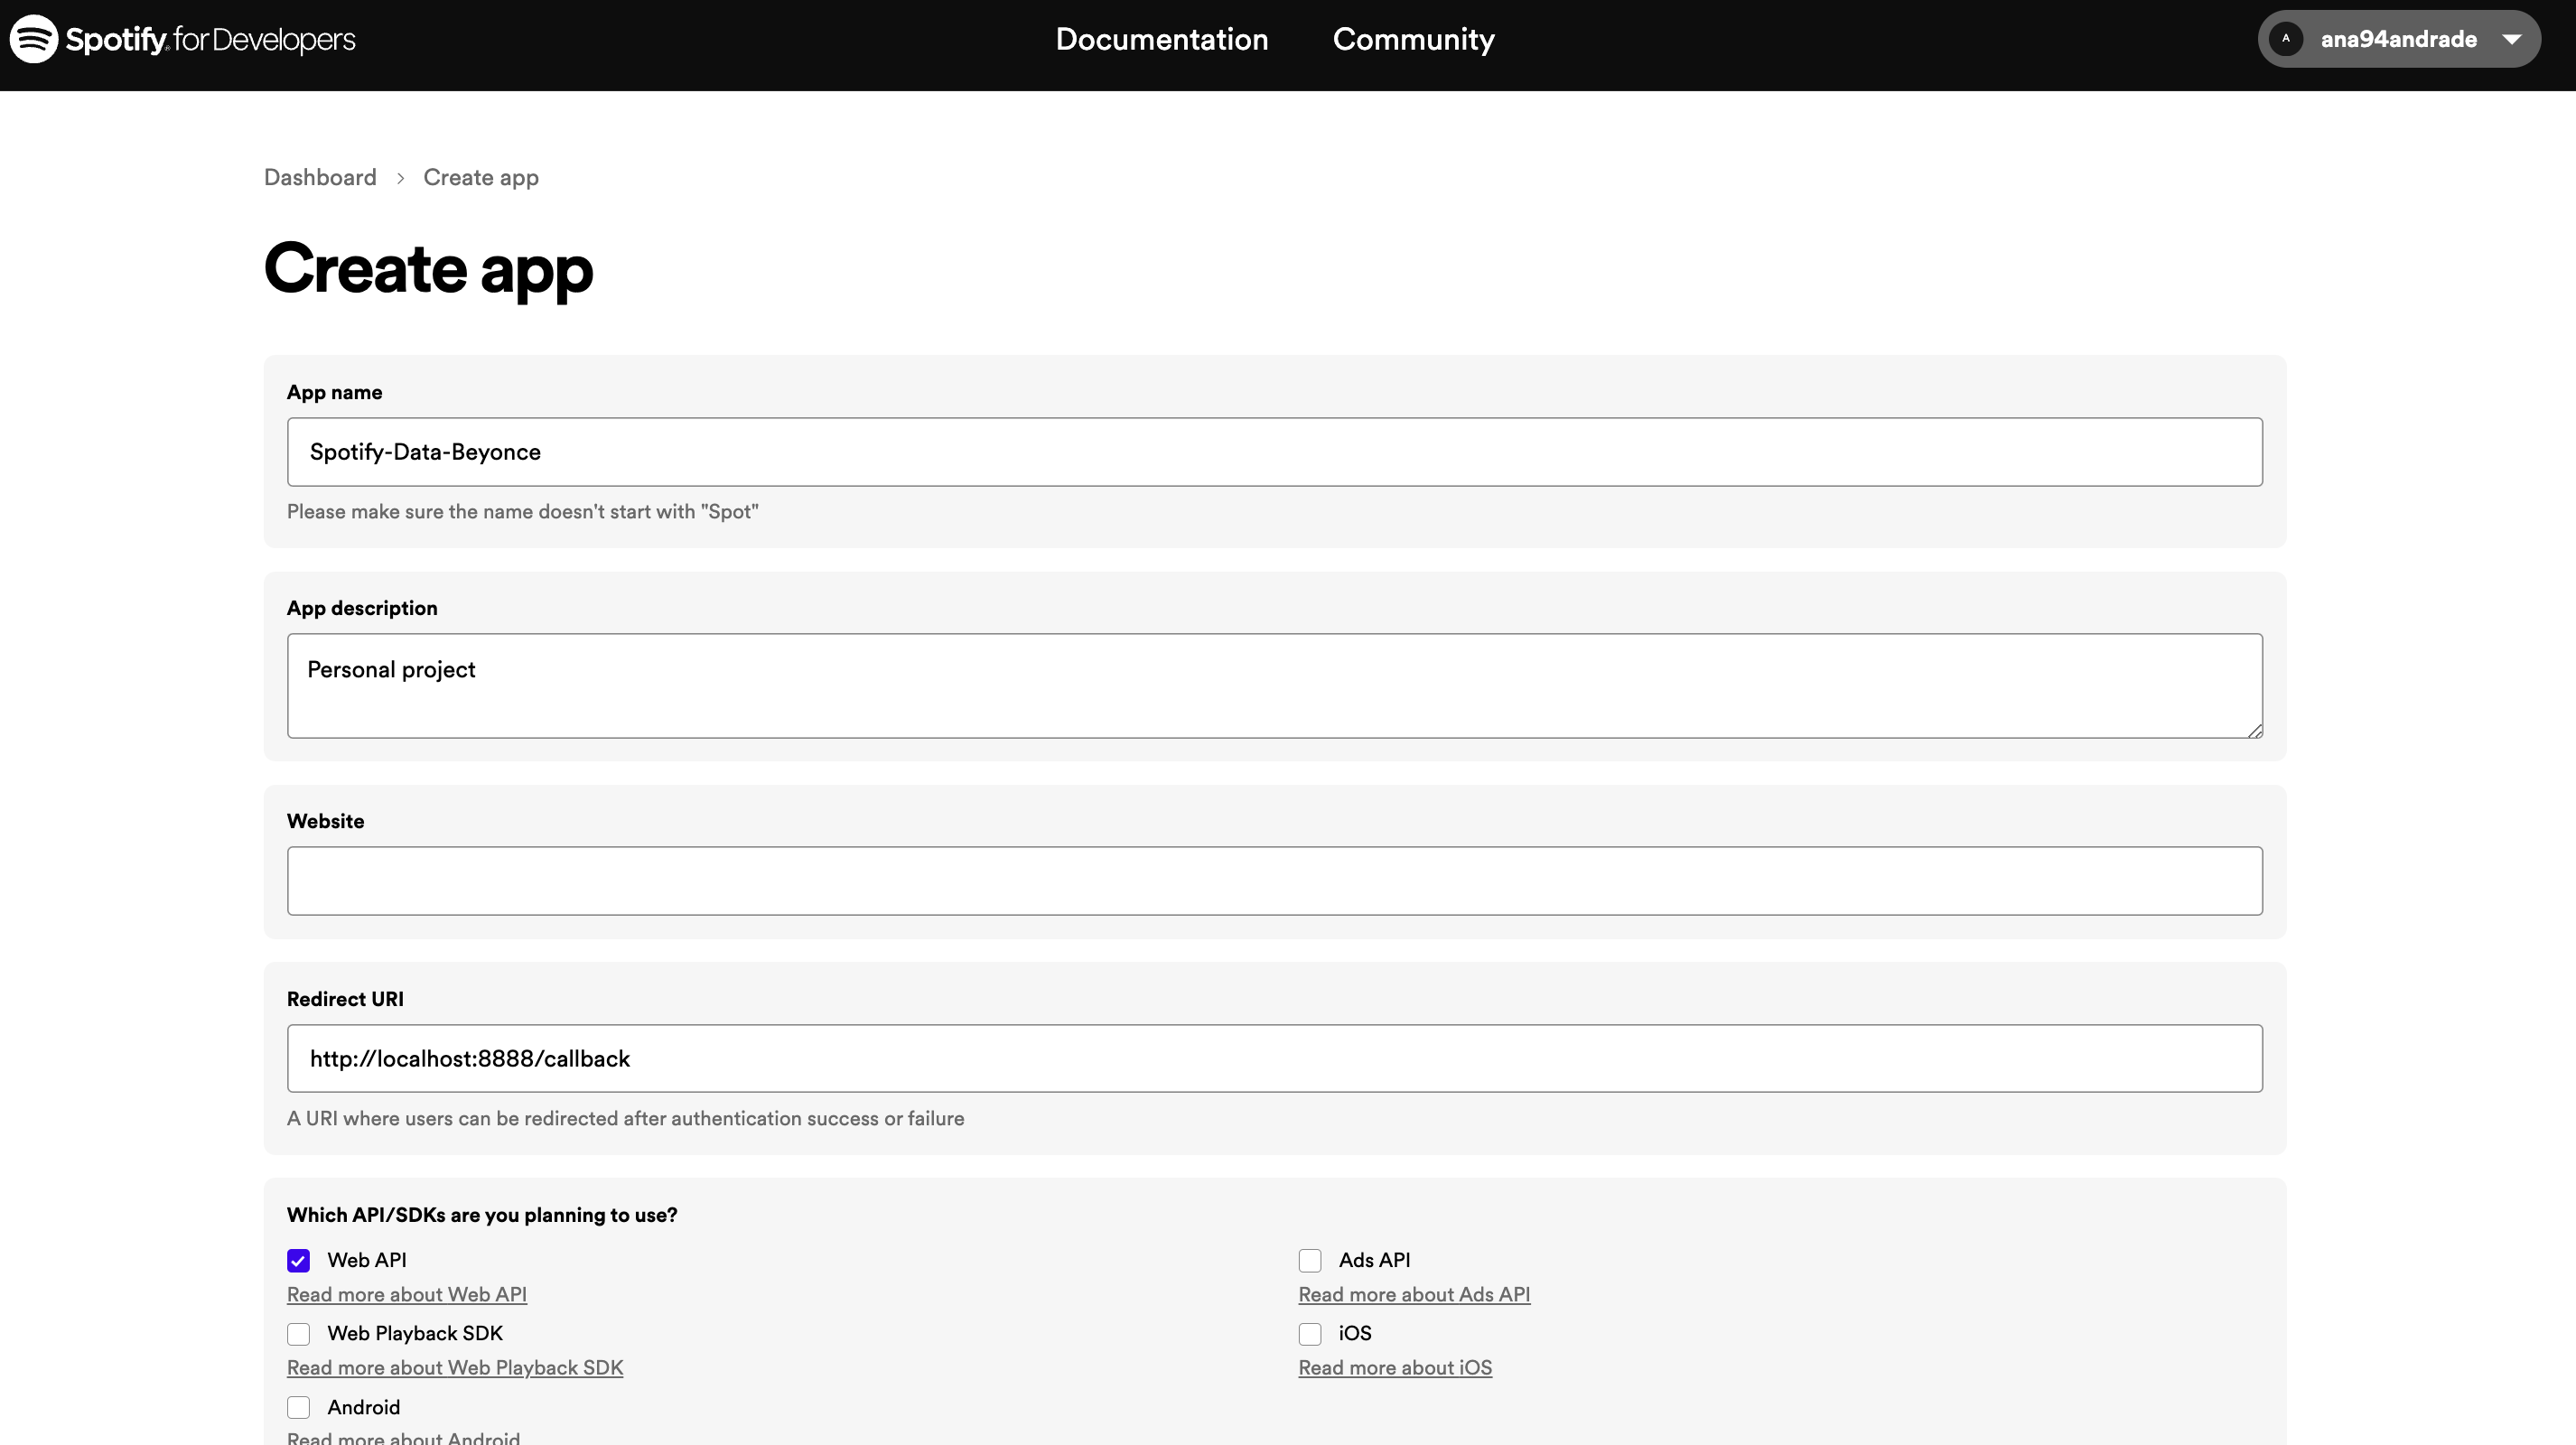 Spotify for Developers
Documentation
Community
A
ana94andrade
Dashboard > Create app
Create app
App name
Spotify-Data-Beyonce
Please make sure the name doesn't start with "Spot"
App description
Personal project
Website
Redirect URI
http://localhost:8888/callback
A URI where users can be redirected after authentication success or failure
Which API/SDKs are you planning to use?
Web API
Read more about Web API
Ads API
Read more about Ads API
Web Playback SDK
Read more about Web Playback SDK
iOS
Read more about iOS
Android
Read more about Android